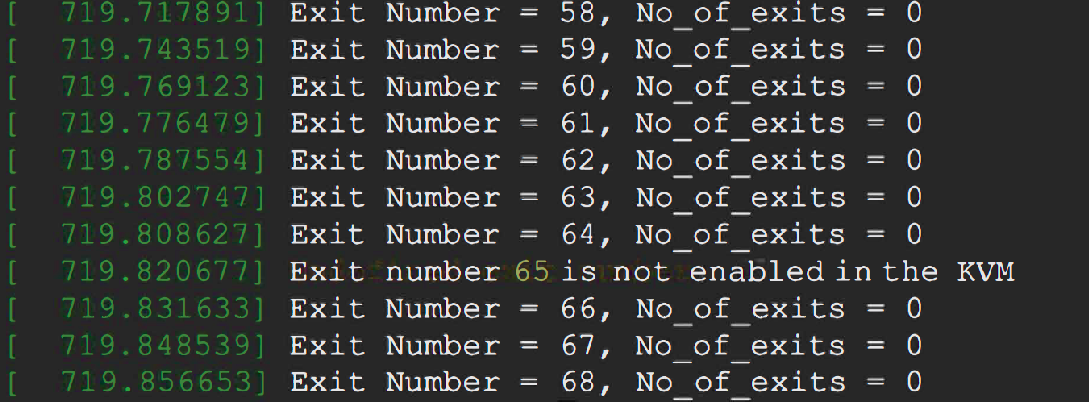 [  719.717891] Exit Number = 58, No_of_exits = 0
[  719.743519] Exit Number = 59, No_of_exits = 0
[  719.769123] Exit Number = 60, No_of_exits = 0
[  719.776479] Exit Number = 61, No_of_exits = 0
[  719.787554] Exit Number = 62, No_of_exits = 0
[  719.802747] Exit Number = 63, No_of_exits = 0
[  719.808627] Exit Number = 64, No_of_exits = 0
[  719.820677] Exit number 65 is not enabled in the KVM
[  719.831633] Exit Number = 66, No_of_exits = 0
[  719.848539] Exit Number = 67, No_of_exits = 0
[  719.856653] Exit Number = 68, No_of_exits = 0